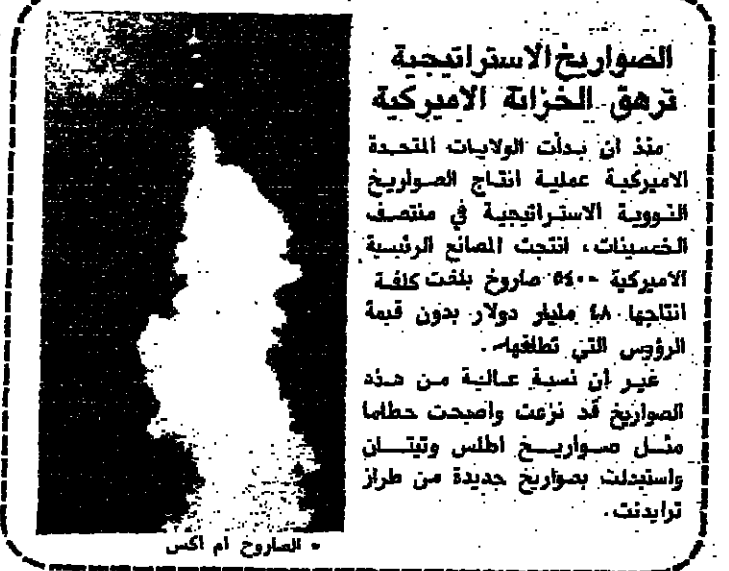 الصواريخ الاستراتيجية
ترهق الخزانة الاميركية
منذ ان بدأت الولايات المتحدة
الاميركية عملية انتاج الصواريخ
النووية الاستراتيجية في منتصف
الخمسينات، انتجت المصانع الرئيسية
الاميركية ٥٤٠٠ صاروخ بلغت كلفة
انتاجها ٤٨ مليار دولار بدون قيمة
الرؤوس التي تطلقها.
غير ان نسبة عالية من هذه
الصواريخ قد نزعت واصبحت حطاما
مثل صواريخ اطلس وتيتان
واستبدلت بصواريخ جديدة من طراز
ترايدنت.
• الصاروخ ام اكس